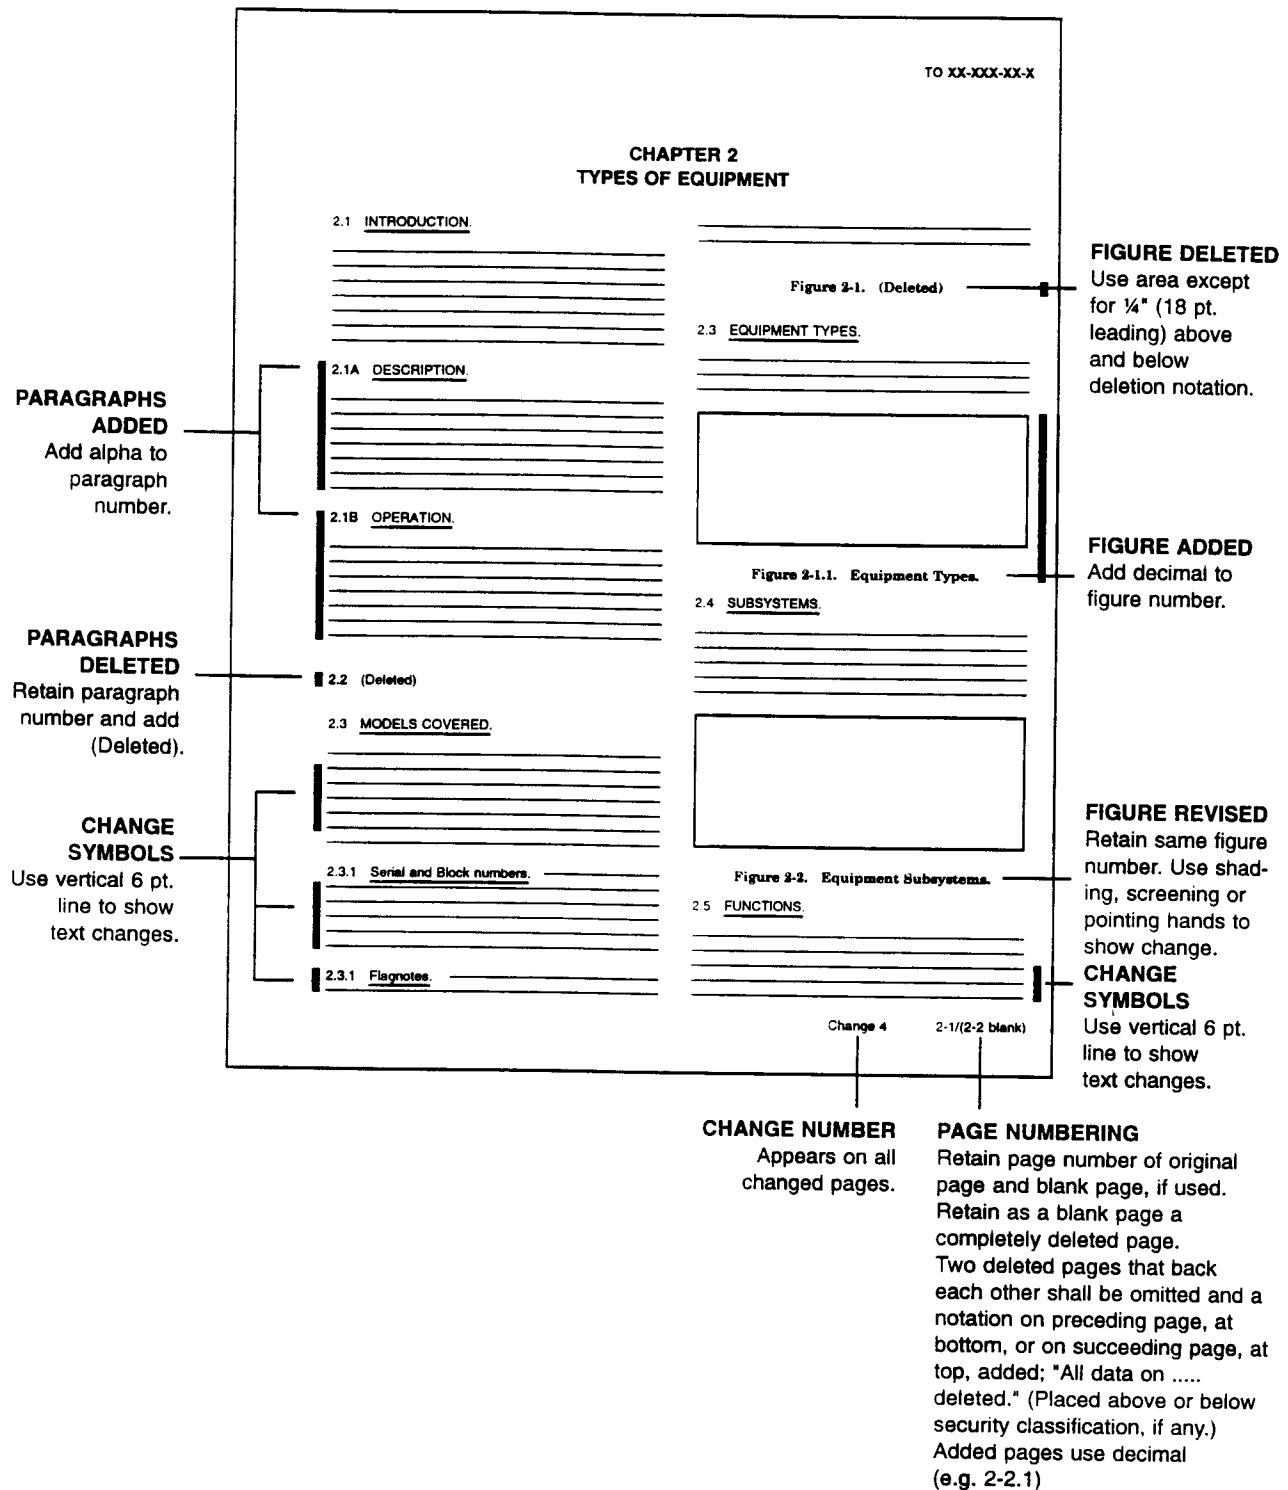 TO XX-XXX-XX-X
CHAPTER 2
TYPES OF EQUIPMENT
2.1 INTRODUCTION.
2.1A DESCRIPTION.
2.1B OPERATION.
2.2 (Deleted)
2.3 MODELS COVERED.
2.3.1 Serial and Block numbers.
2.3.1 Flagnotes.
Figure 2-1. (Deleted)
2.3 EQUIPMENT TYPES.
Figure 2-1.1. Equipment Types.
2.4 SUBSYSTEMS.
Figure 2-2. Equipment Subsystems.
2.5 FUNCTIONS.
Change 4 2-1/(2-2 blank)
PARAGRAPHS
ADDED
Add alpha to
paragraph
number.
PARAGRAPHS
DELETED
Retain paragraph
number and add
(Deleted).
CHANGE
SYMBOLS
Use vertical 6 pt.
line to show
text changes.
FIGURE DELETED
Use area except
for ¼" (18 pt.
leading) above
and below
deletion notation.
FIGURE ADDED
Add decimal to
figure number.
FIGURE REVISED
Retain same figure
number. Use shad-
ing, screening or
pointing hands to
show change.
CHANGE
SYMBOLS
Use vertical 6 pt.
line to show
text changes.
CHANGE NUMBER
Appears on all
changed pages.
PAGE NUMBERING
Retain page number of original
page and blank page, if used.
Retain as a blank page a
completely deleted page.
Two deleted pages that back
each other shall be omitted and a
notation on preceding page, at
bottom, or on succeeding page, at
top, added; "All data on .....
deleted." (Placed above or below
security classification, if any.)
Added pages use decimal
(e.g. 2-2.1)